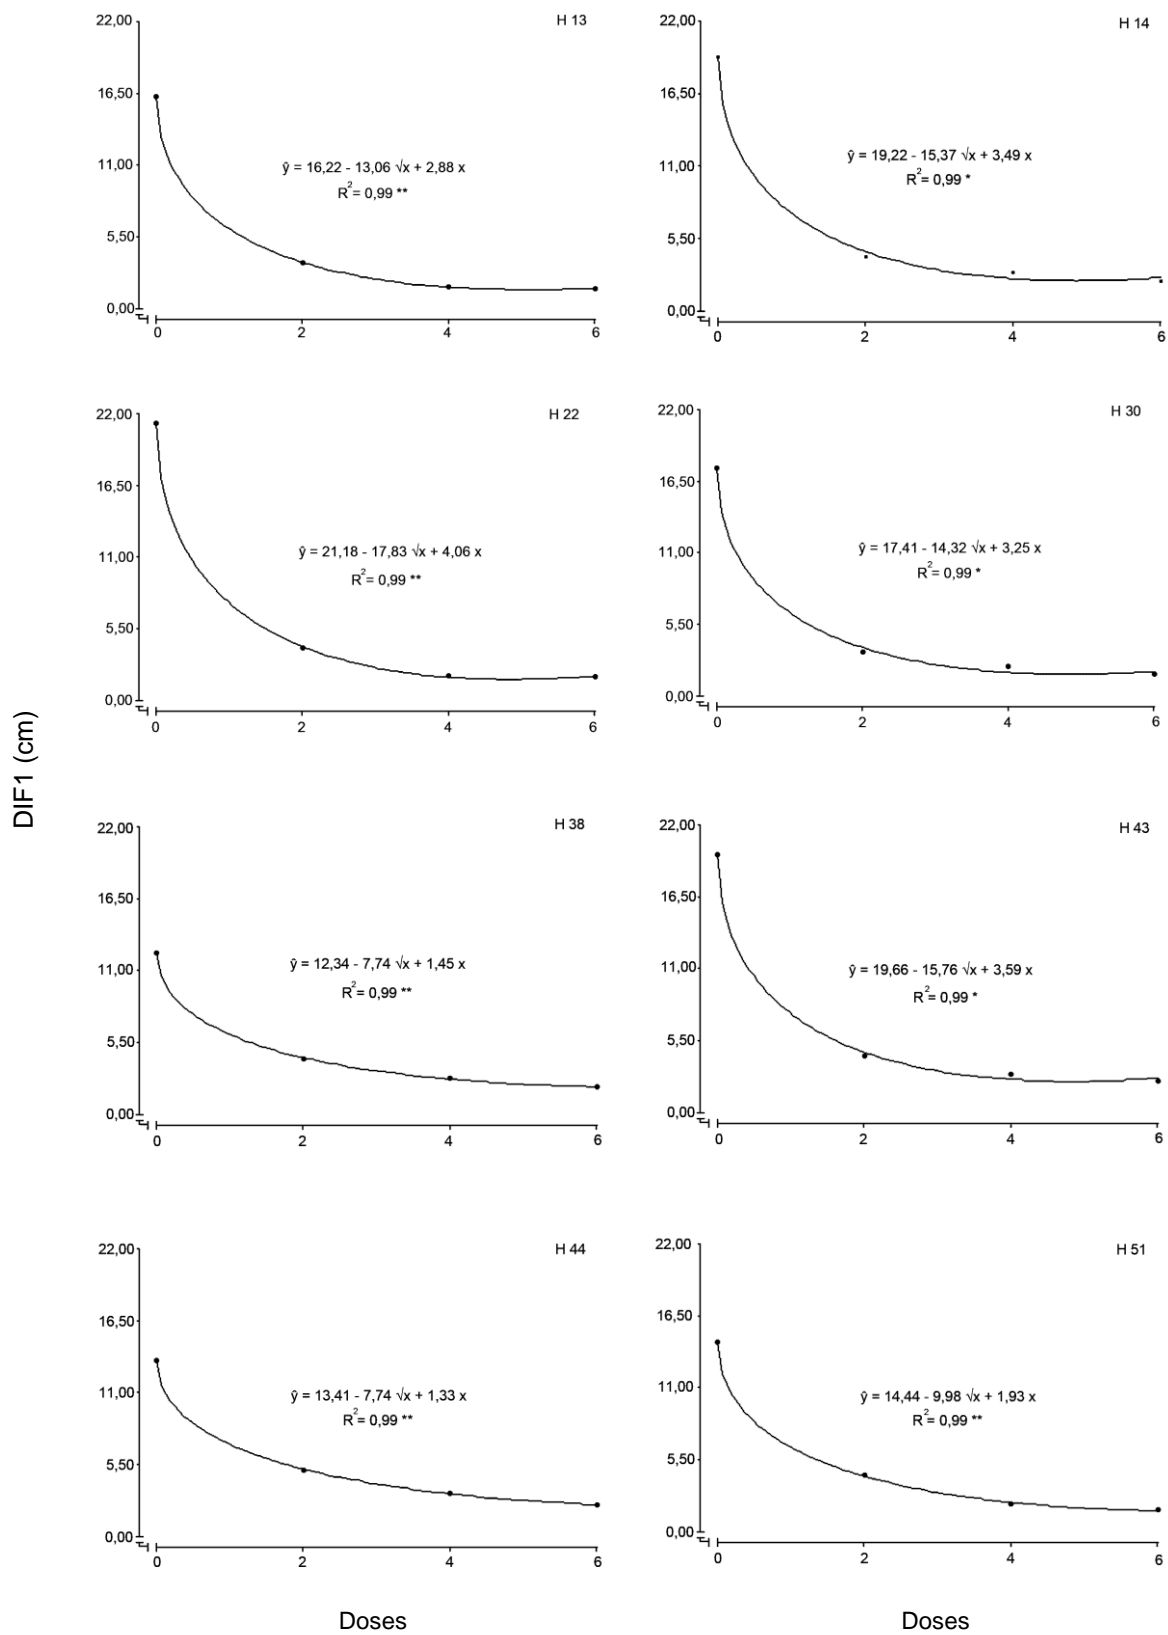 H 13
22,00
16,50
11,00
5,50
0,00
ŷ = 16,22 - 13,06 √x + 2,88 x
R²= 0,99 **
0 2 4 6
H 14
22,00
16,50
11,00
5,50
0,00
ŷ = 19,22 - 15,37 √x + 3,49 x
R²= 0,99 *
0 2 4 6
H 22
22,00
16,50
11,00
5,50
0,00
ŷ = 21,18 - 17,83 √x + 4,06 x
R²= 0,99 **
0 2 4 6
H 30
22,00
16,50
11,00
5,50
0,00
ŷ = 17,41 - 14,32 √x + 3,25 x
R²= 0,99 *
0 2 4 6
DIF1 (cm)
H 38
22,00
16,50
11,00
5,50
0,00
ŷ = 12,34 - 7,74 √x + 1,45 x
R²= 0,99 **
0 2 4 6
H 43
22,00
16,50
11,00
5,50
0,00
ŷ = 19,66 - 15,76 √x + 3,59 x
R²= 0,99 *
0 2 4 6
H 44
22,00
16,50
11,00
5,50
0,00
ŷ = 13,41 - 7,74 √x + 1,33 x
R²= 0,99 **
0 2 4 6
H 51
22,00
16,50
11,00
5,50
0,00
ŷ = 14,44 - 9,98 √x + 1,93 x
R²= 0,99 **
0 2 4 6
Doses
Doses